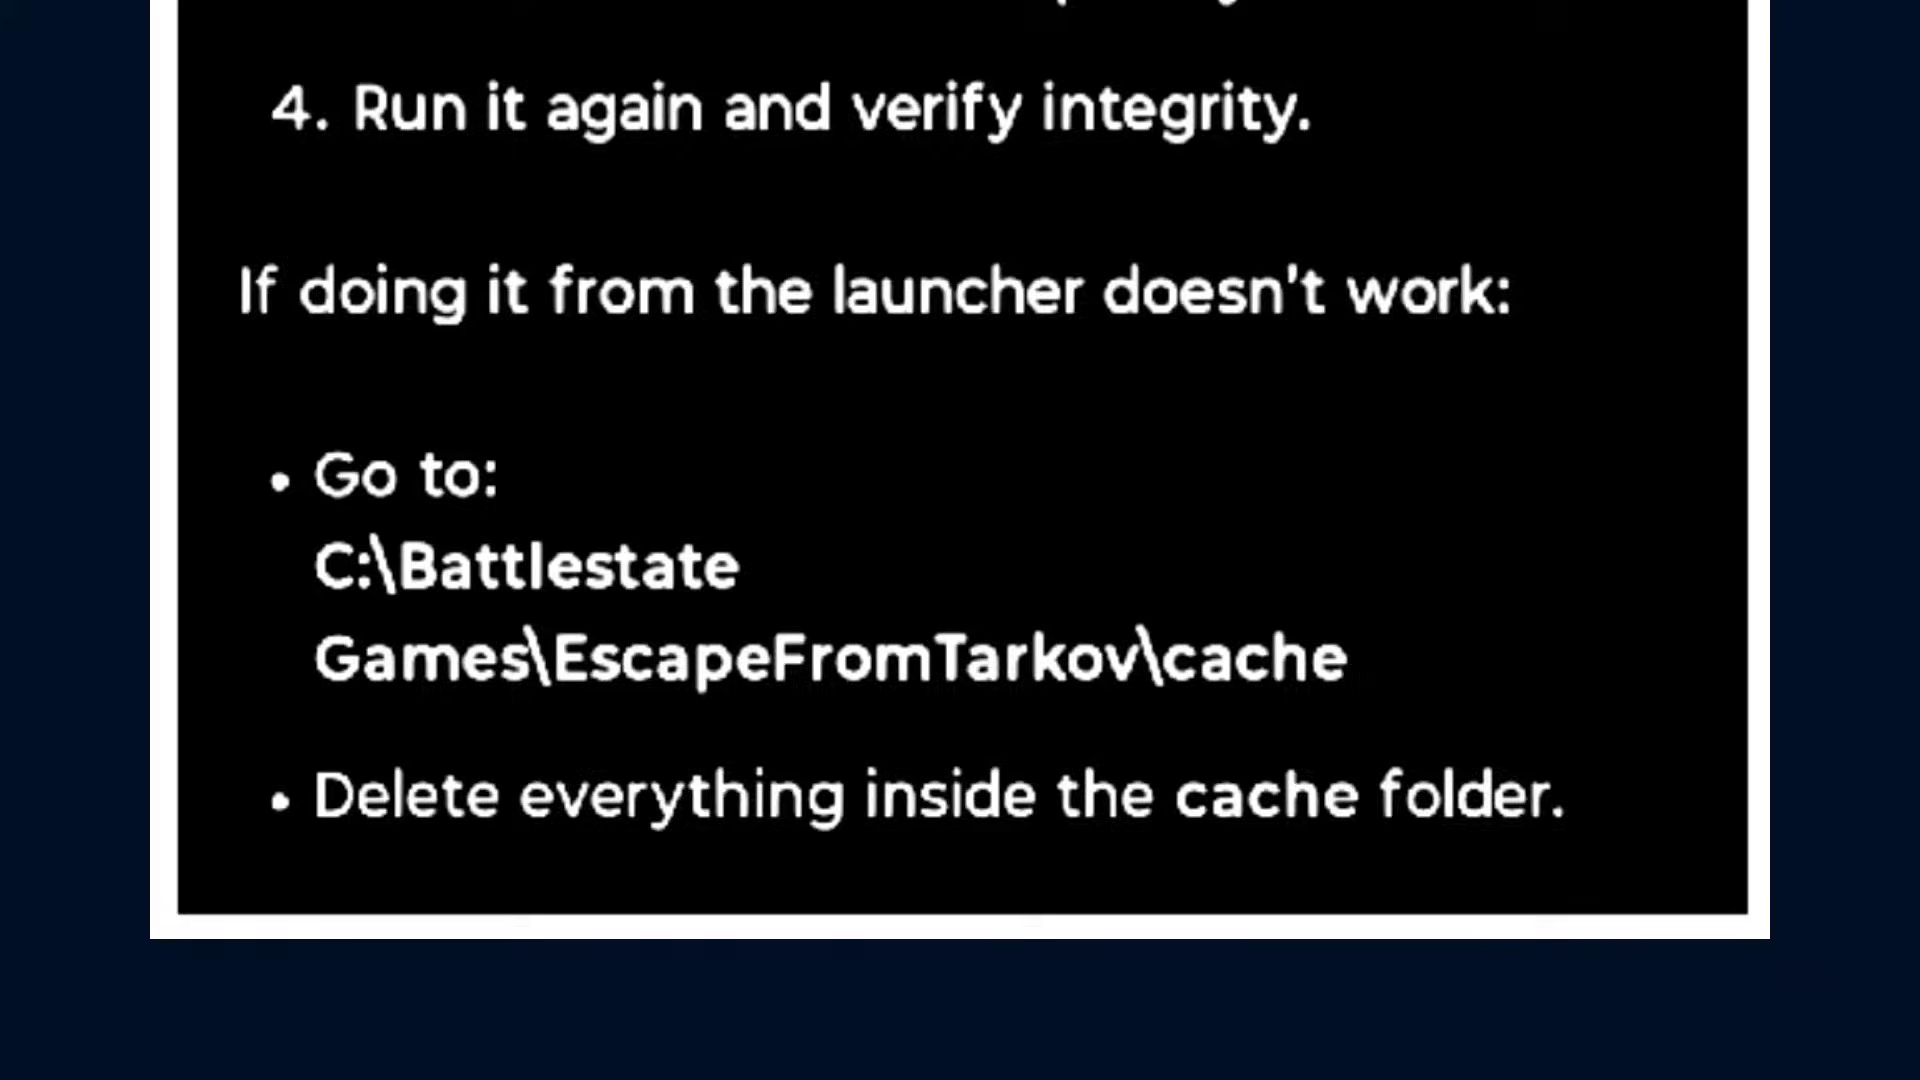 4. Run it again and verify integrity.
If doing it from the launcher doesn't work:
• Go to:
C:\Battlestate
Games\EscapeFromTarkov\cache
• Delete everything inside the cache folder.